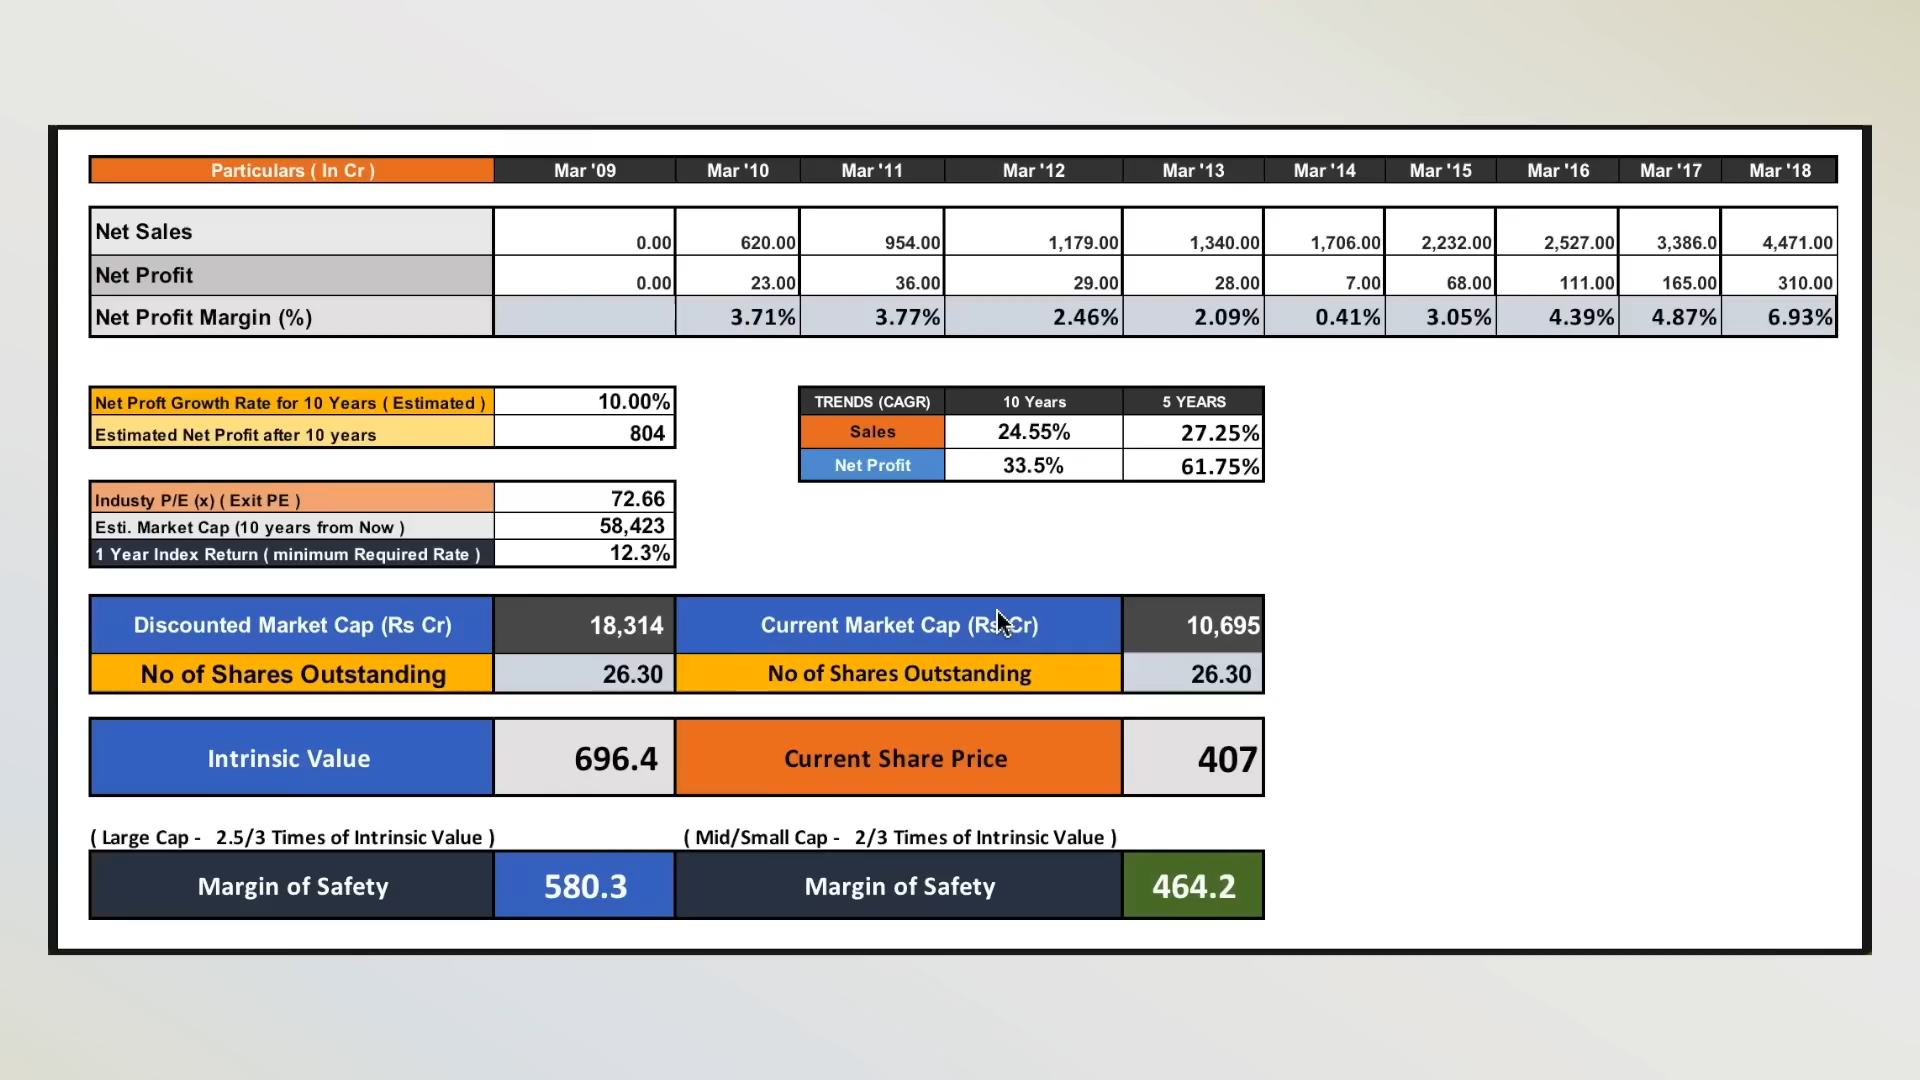 Particulars ( In Cr ) Mar '09 Mar '10 Mar '11 Mar '12 Mar '13 Mar '14 Mar '15 Mar '16 Mar '17 Mar '18
Net Sales 0.00 620.00 954.00 1,179.00 1,340.00 1,706.00 2,232.00 2,527.00 3,386.0 4,471.00
Net Profit 0.00 23.00 36.00 29.00 28.00 7.00 68.00 111.00 165.00 310.00
Net Profit Margin (%) 3.71% 3.77% 2.46% 2.09% 0.41% 3.05% 4.39% 4.87% 6.93%
Net Proft Growth Rate for 10 Years ( Estimated ) 10.00%
Estimated Net Profit after 10 years 804
TRENDS (CAGR) 10 Years 5 YEARS
Sales 24.55% 27.25%
Net Profit 33.5% 61.75%
Industy P/E (x) ( Exit PE ) 72.66
Esti. Market Cap (10 years from Now ) 58,423
1 Year Index Return ( minimum Required Rate ) 12.3%
Discounted Market Cap (Rs Cr) 18,314 Current Market Cap (Rs Cr) 10,695
No of Shares Outstanding 26.30 No of Shares Outstanding 26.30
Intrinsic Value 696.4 Current Share Price 407
( Large Cap - 2.5/3 Times of Intrinsic Value ) ( Mid/Small Cap - 2/3 Times of Intrinsic Value )
Margin of Safety 580.3 Margin of Safety 464.2